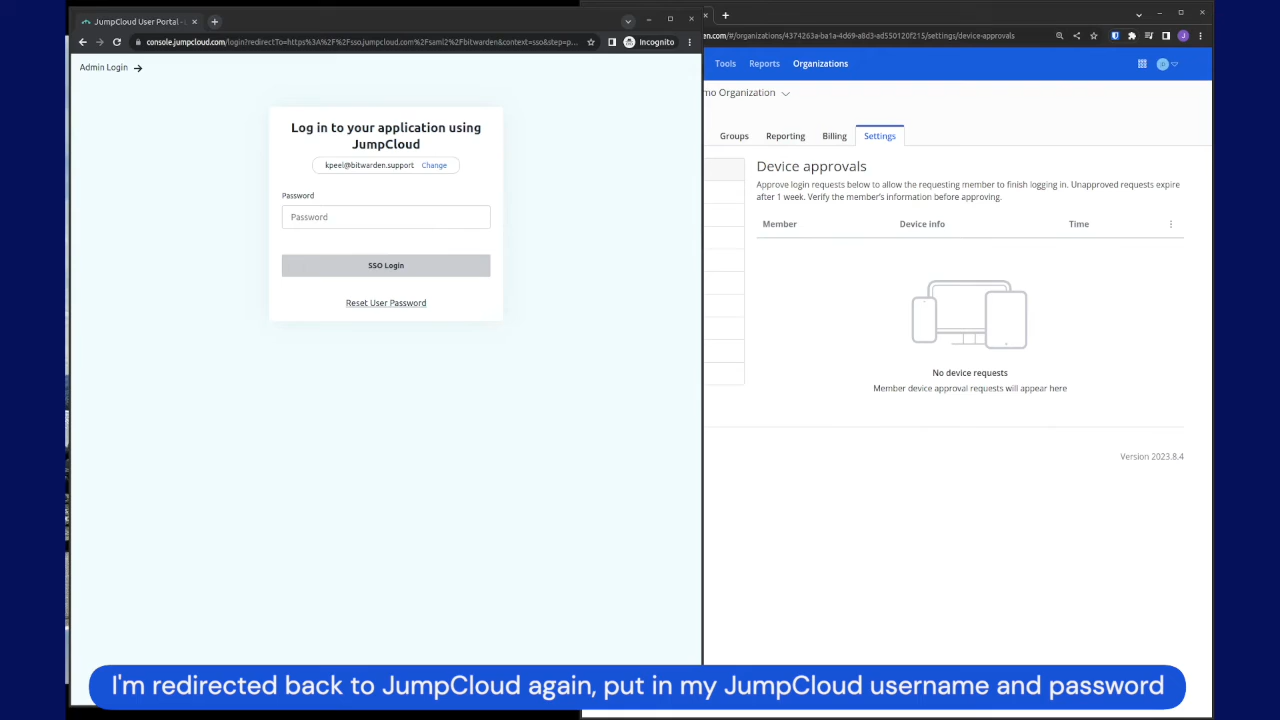 JumpCloud User Portal -
console.jumpcloud.com/login?redirectTo=https%3A%2F%2Fsso.jumpcloud.com%2Fsaml2%2Fbitwarden&context=sso&step=p...
Incognito
Admin Login
Log in to your application using
JumpCloud
kpeel@bitwarden.support Change
Password
Password
SSO Login
Reset User Password
en.com/#/organizations/4374263a-ba1a-4d69-a8d3-ad550120f215/settings/device-approvals
J
Tools Reports Organizations
mo Organization
Groups Reporting Billing Settings
Device approvals
Approve login requests below to allow the requesting member to finish logging in. Unapproved requests expire
after 1 week. Verify the member's information before approving.
Member Device info Time
No device requests
Member device approval requests will appear here
Version 2023.8.4
I'm redirected back to JumpCloud again, put in my JumpCloud username and password